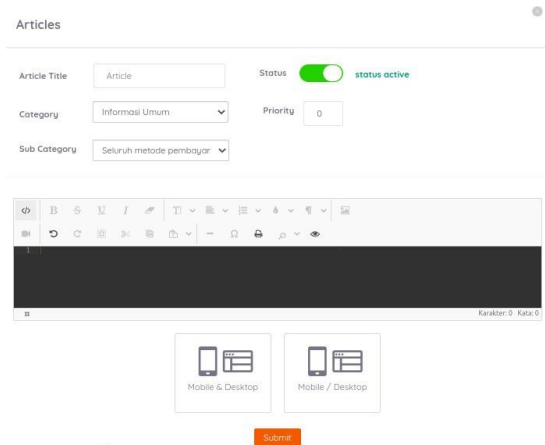 Articles
Article Title
Article
Status
status active
Category
Informasi Umum
Priority
0
Sub Category
Seluruh metode pembayar
</> B S U I T ¶
Ω
1
Karakter: 0 Kata: 0
Mobile & Desktop
Mobile / Desktop
Submit